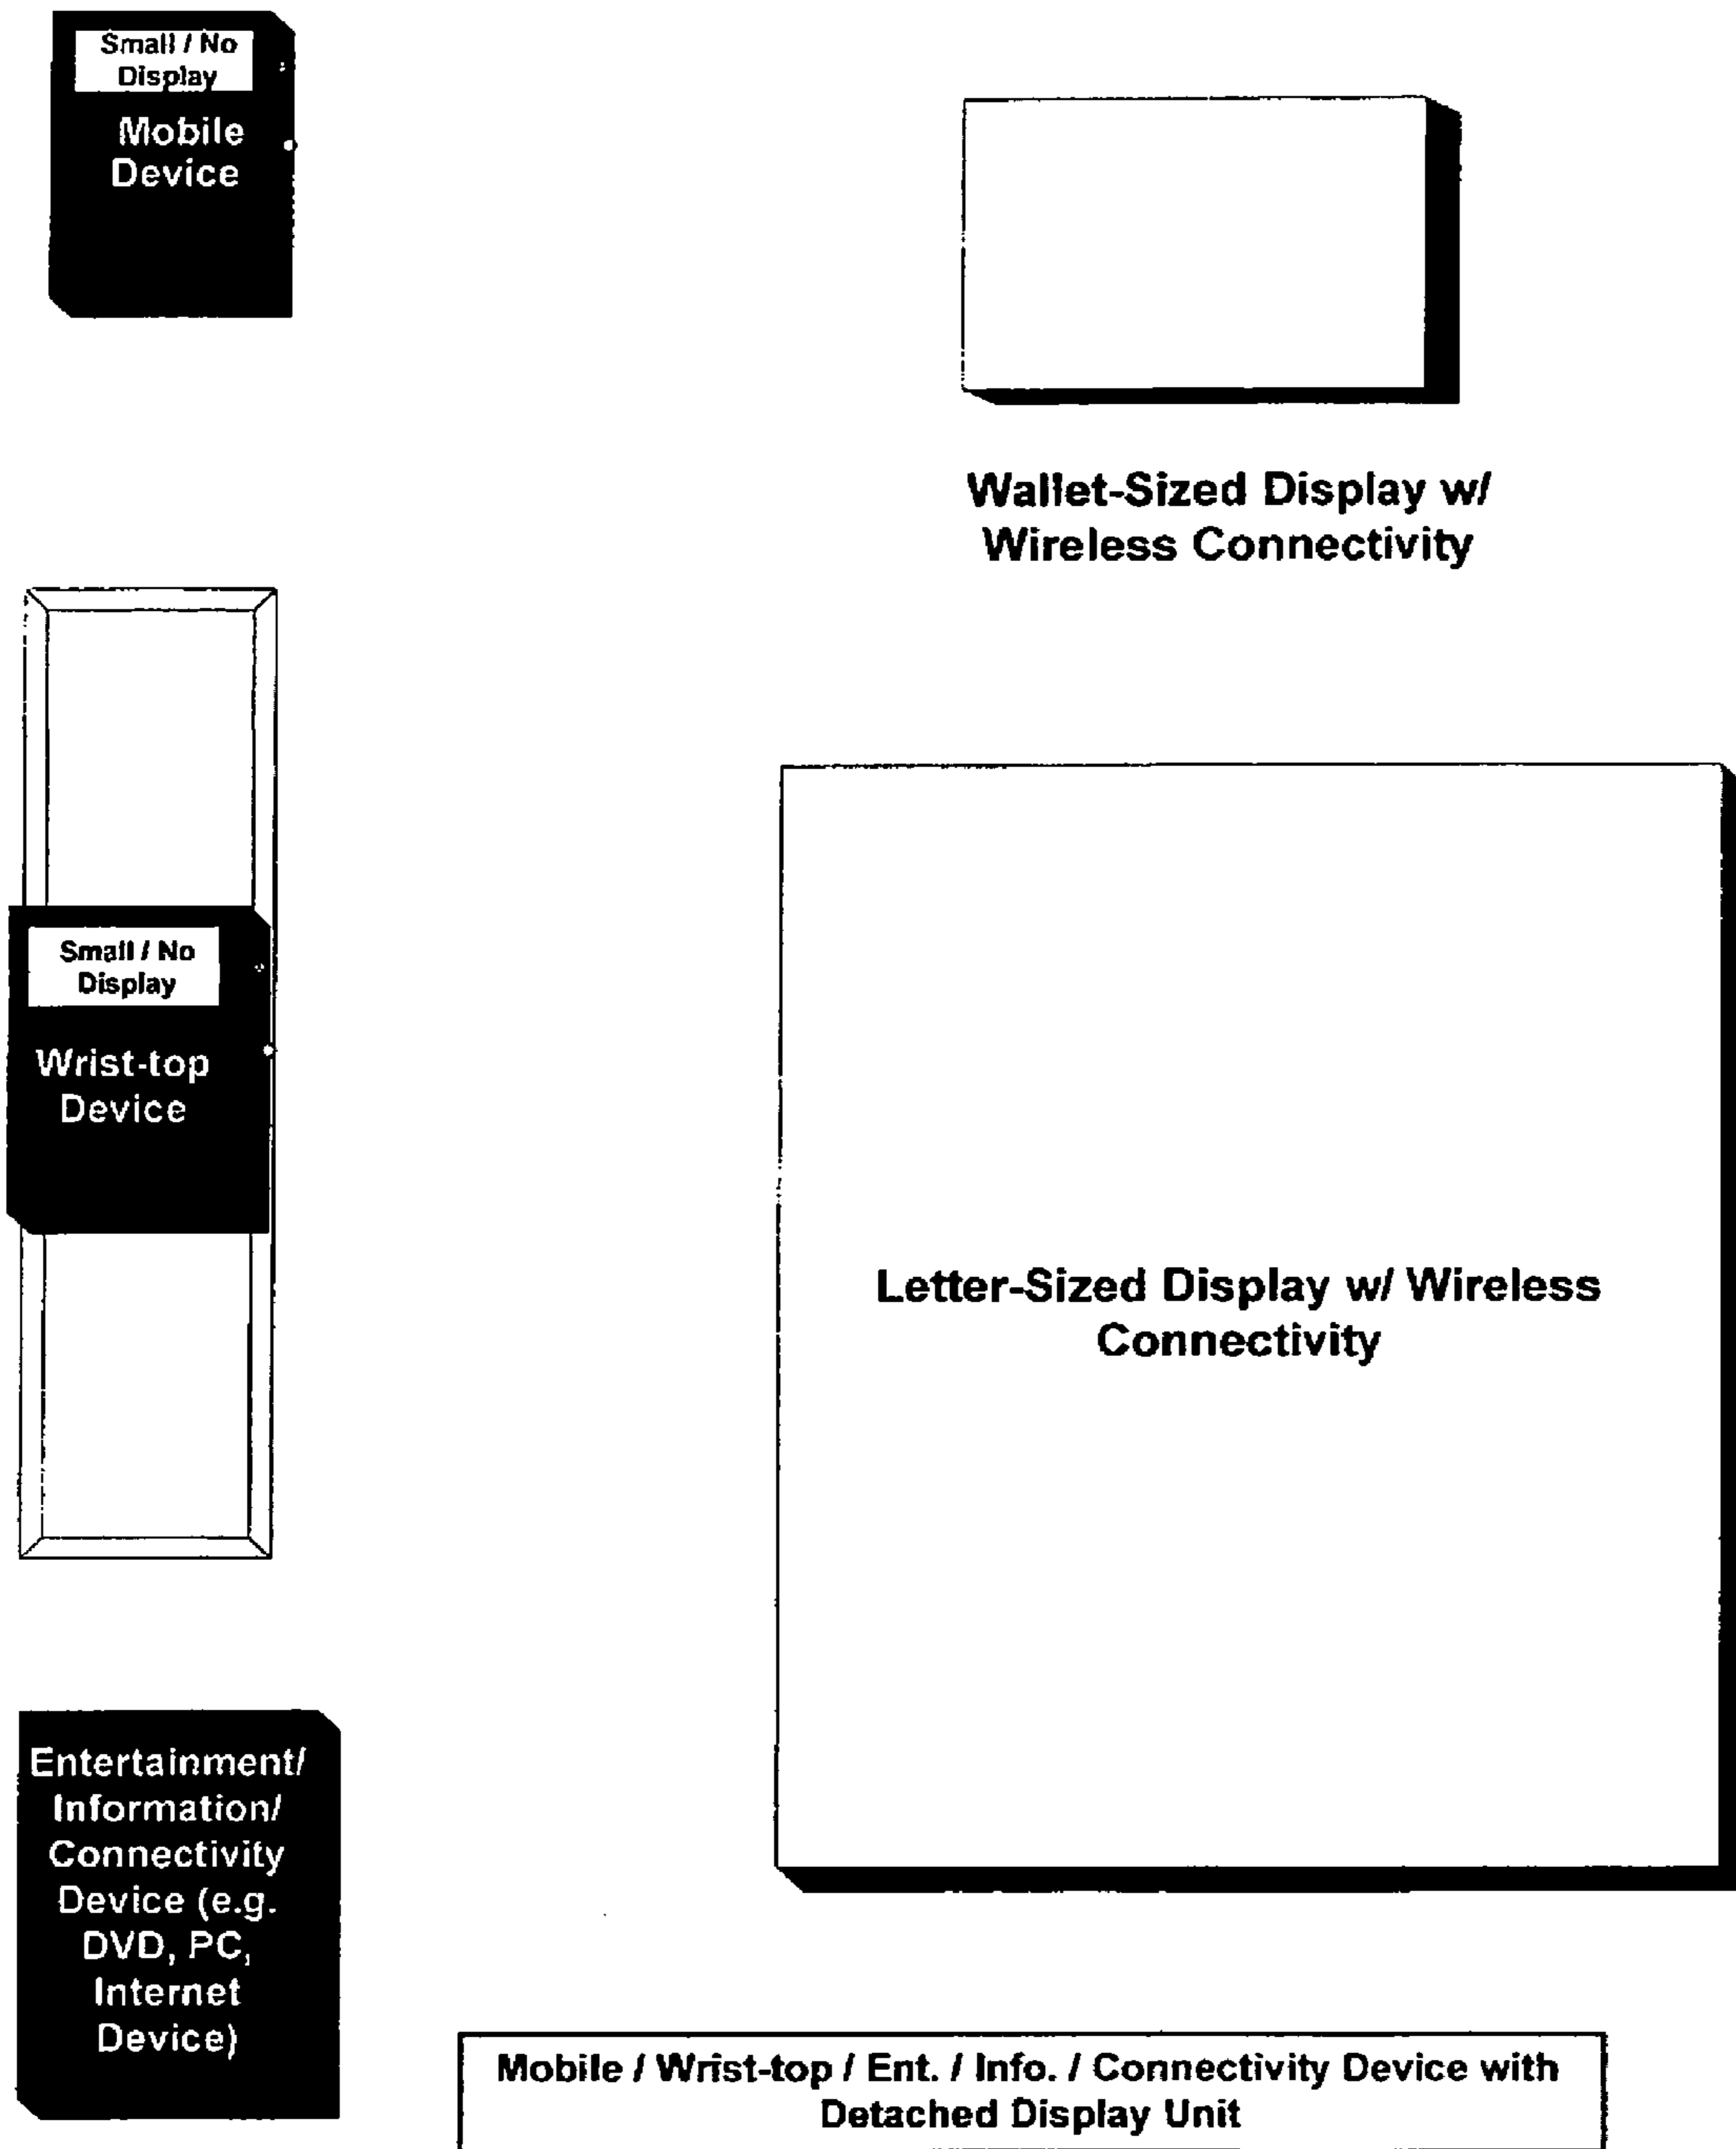 Small / No
Display
Mobile
Device
Wallet-Sized Display w/
Wireless Connectivity
Small / No
Display
Wrist-top
Device
Letter-Sized Display w/ Wireless
Connectivity
Entertainment/
Information/
Connectivity
Device (e.g.
DVD, PC,
Internet
Device)
Mobile / Wrist-top / Ent. / Info. / Connectivity Device with
Detached Display Unit